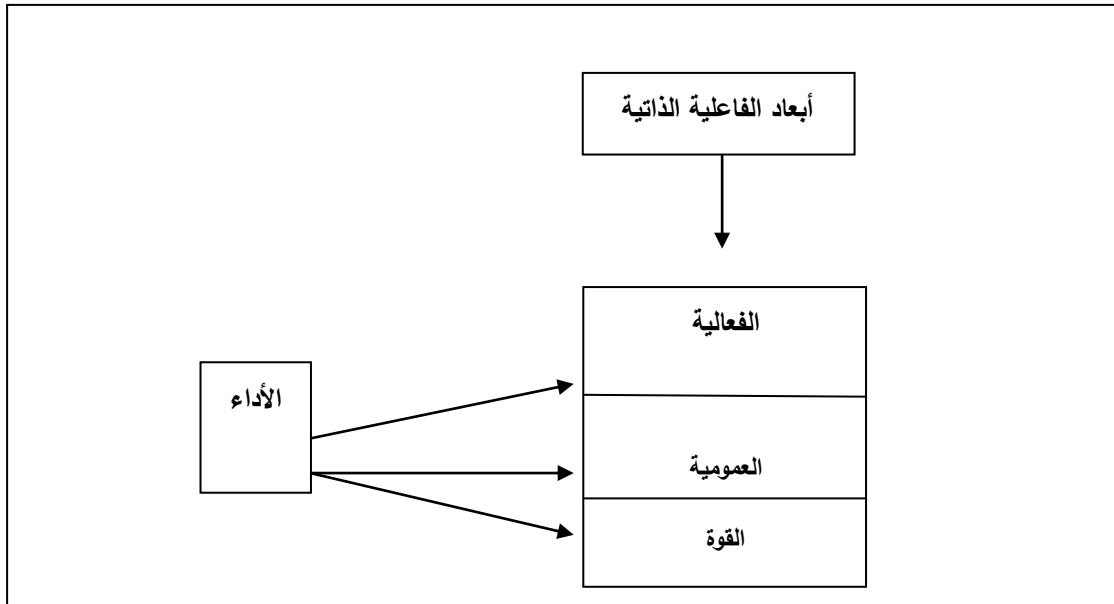 أبعاد الفاعلية الذاتية
الفعالية
الأداء
العمومية
القوة